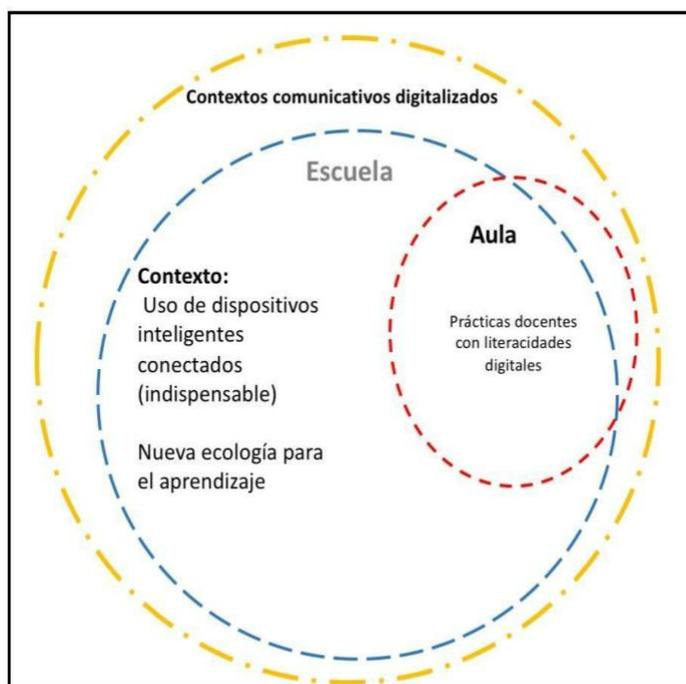 Contextos comunicativos digitalizados
Escuela
Aula
Contexto:
Uso de dispositivos
inteligentes
conectados
(indispensable)
Nueva ecología para
el aprendizaje
Prácticas docentes
con literacidades
digitales